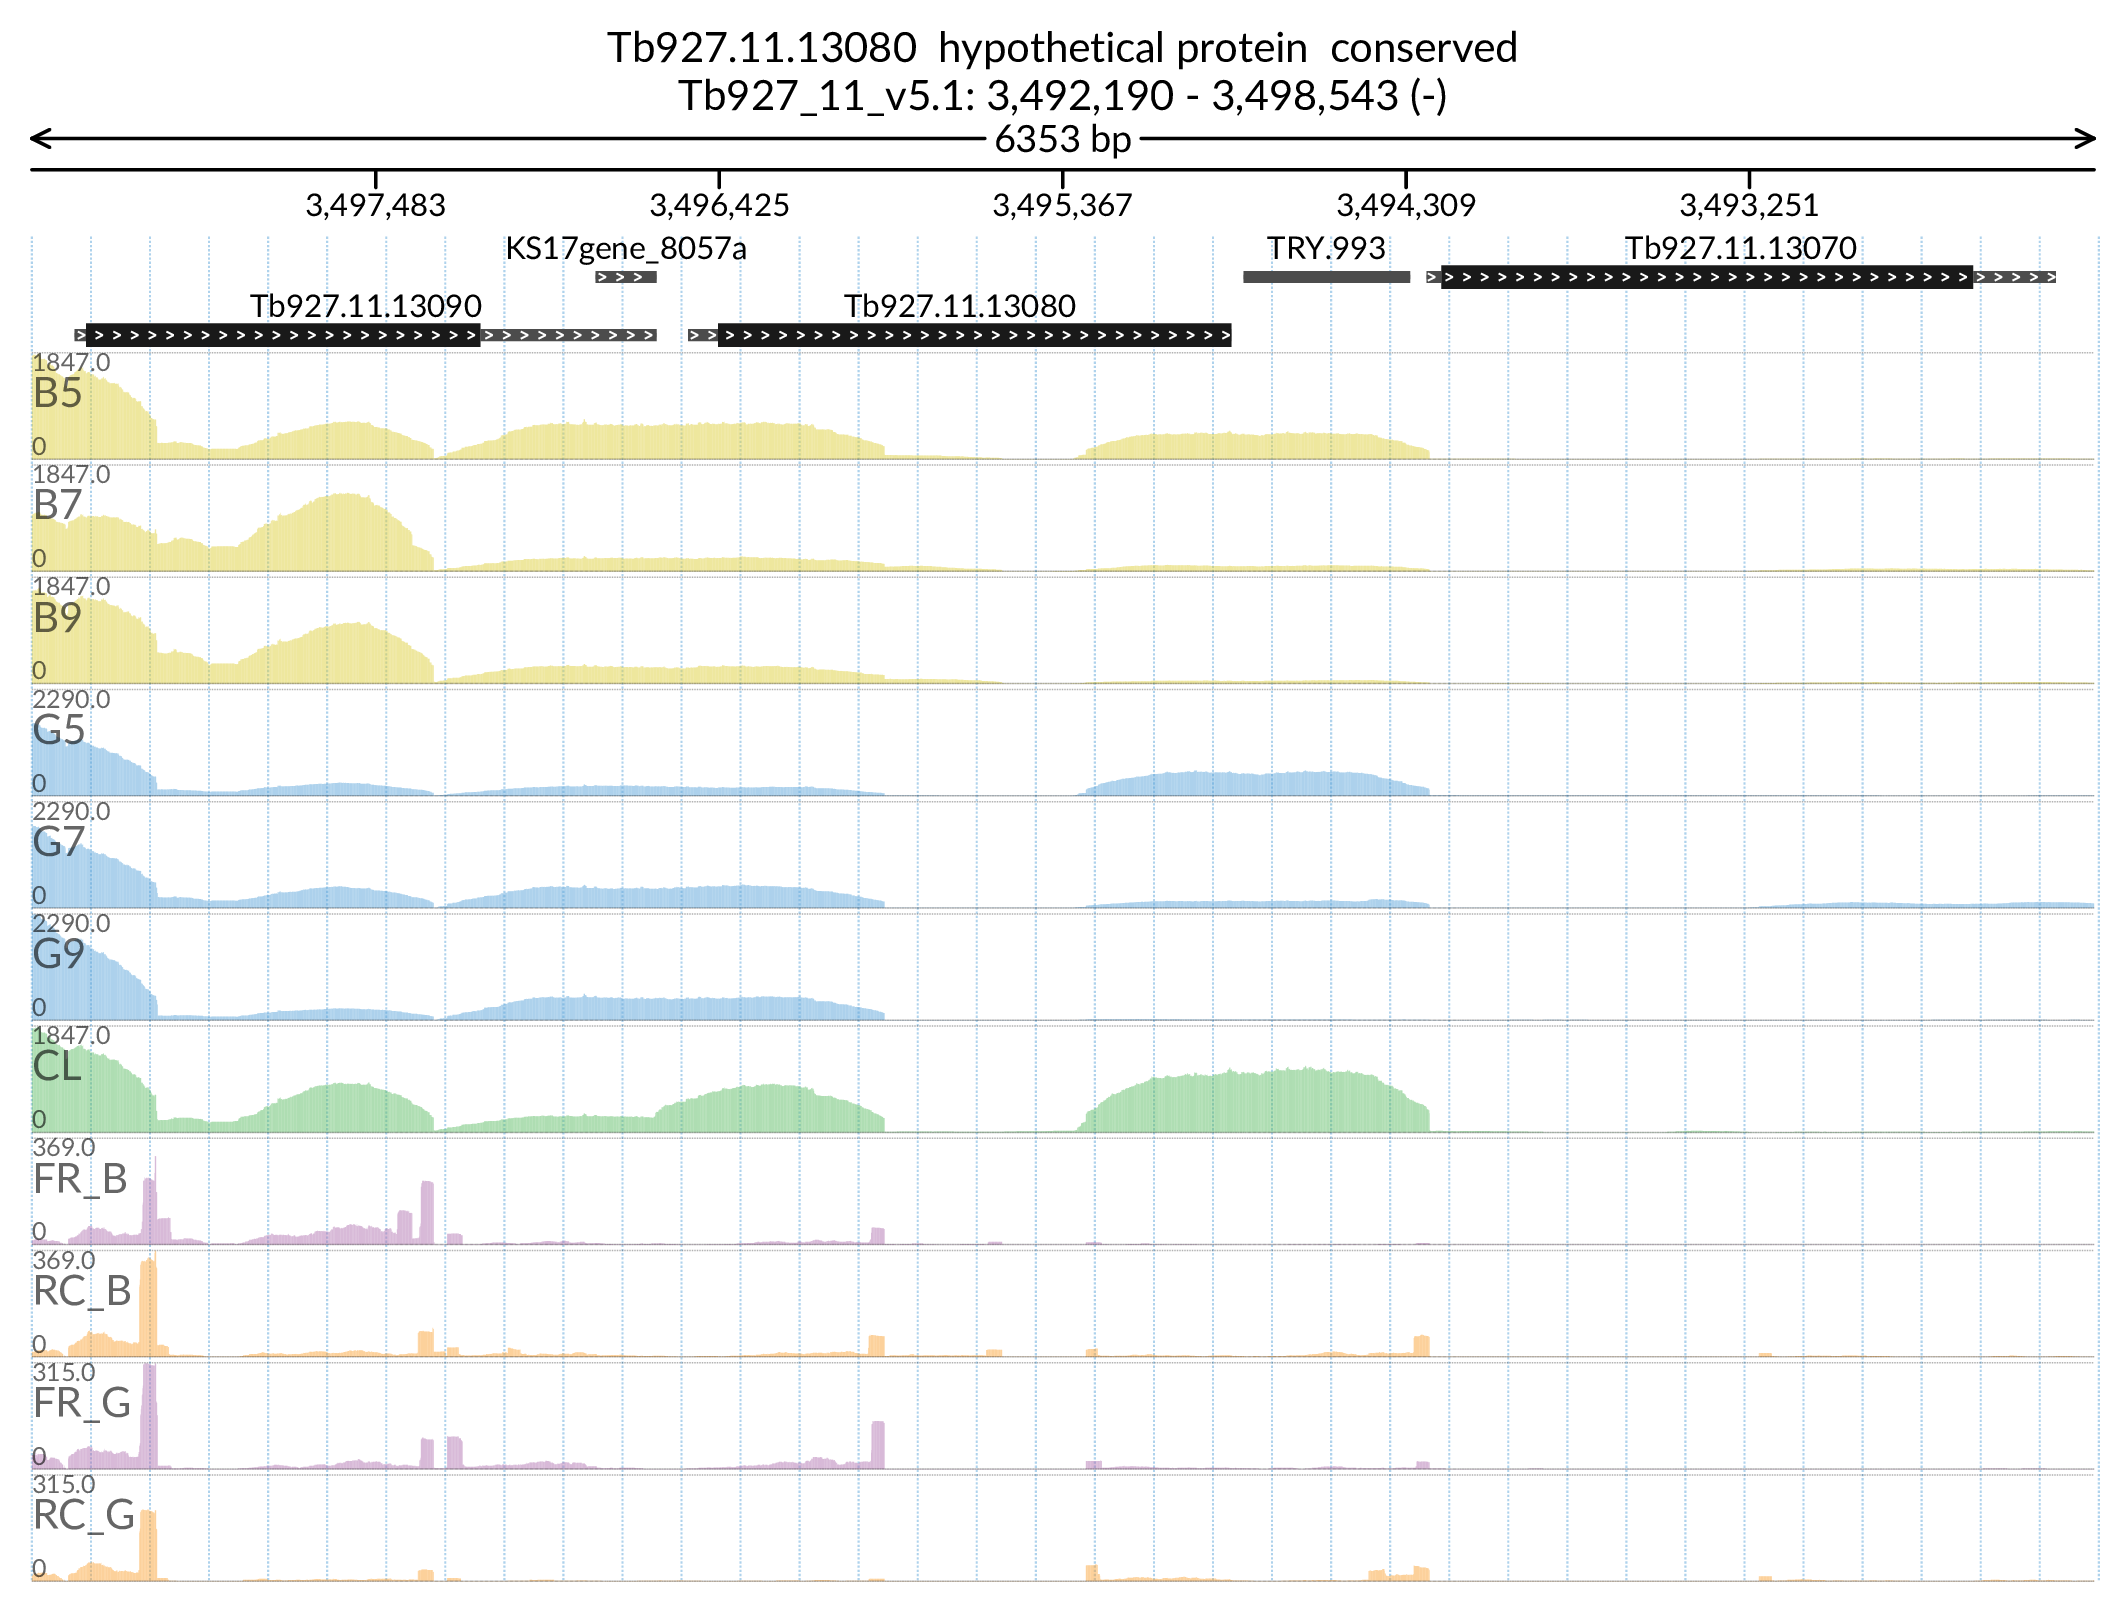 Tb927.11.13080  hypothetical protein  conserved
Tb927_11_v5.1: 3,492,190 - 3,498,543 (-)
6353 bp
3,497,483 3,496,425 3,495,367 3,494,309 3,493,251
KS17gene_8057a TRY.993 Tb927.11.13070
Tb927.11.13090 Tb927.11.13080
1847.0
B5
0
1847.0
B7
0
1847.0
B9
0
2290.0
G5
0
2290.0
G7
0
2290.0
G9
0
1847.0
CL
0
369.0
FR_B
0
369.0
RC_B
0
315.0
FR_G
0
315.0
RC_G
0